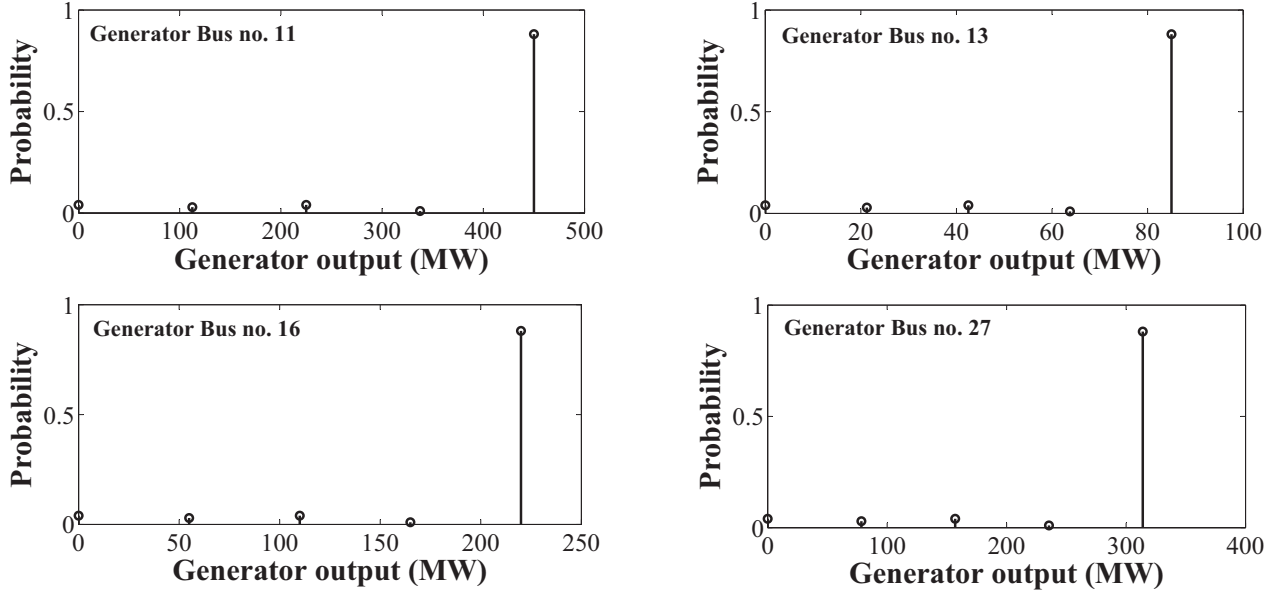 Generator Bus no. 11
Probability
1
0.5
0
0 100 200 300 400 500
Generator output (MW)
Generator Bus no. 13
Probability
1
0.5
0
0 20 40 60 80 100
Generator output (MW)
Generator Bus no. 16
Probability
1
0.5
0
0 50 100 150 200 250
Generator output (MW)
Generator Bus no. 27
Probability
1
0.5
0
0 100 200 300 400
Generator output (MW)